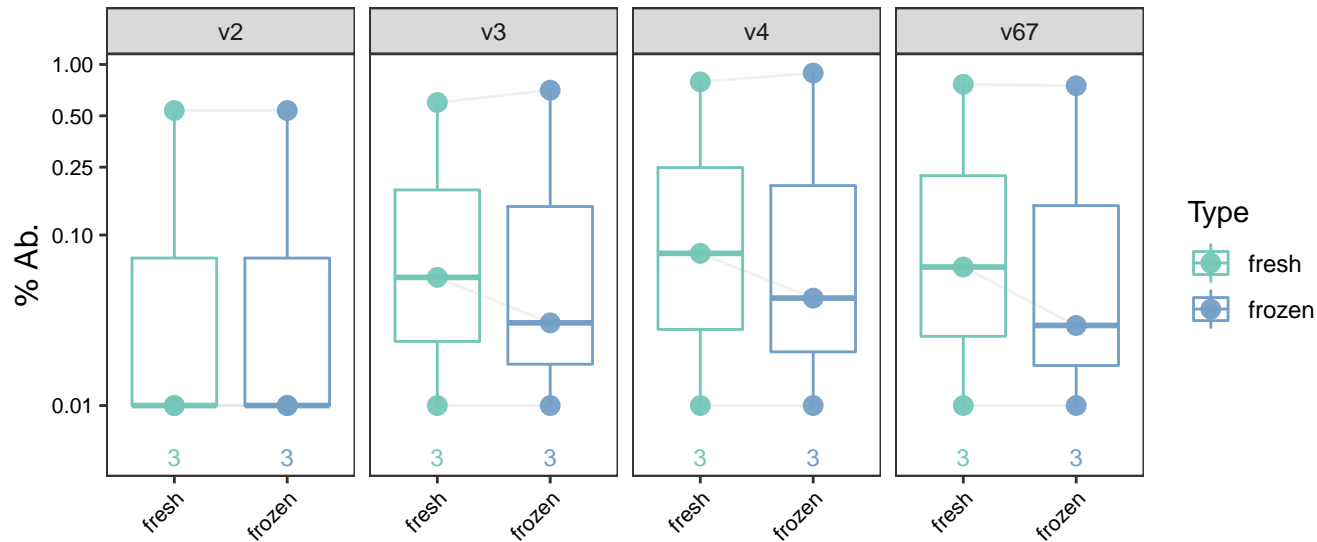 v2 v3 v4 v67
1.00
0.50
0.25
0.10
0.01
% Ab.
3 3 3 3 3 3 3 3
fresh frozen fresh frozen fresh frozen fresh frozen
Type
fresh
frozen